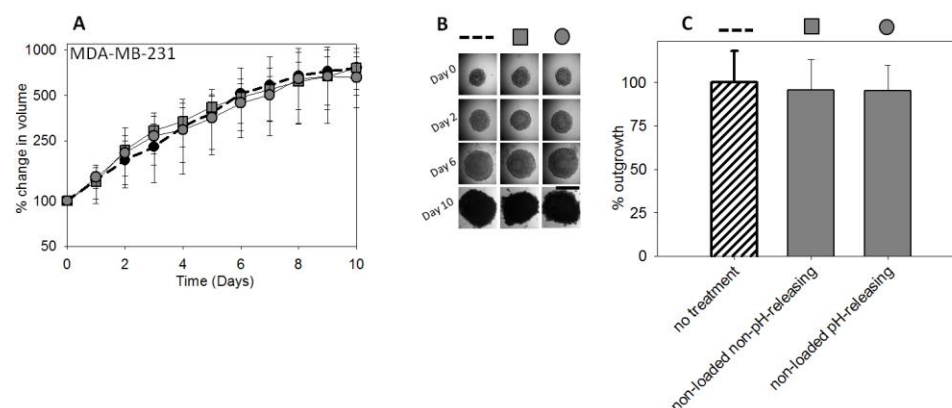 A
MDA-MB-231
% change in volume
1000
500
250
100
50
0
2
4
6
8
10
Time (Days)
B
Day 0
Day 2
Day 6
Day 10
C
% outgrowth
100
75
50
25
0
no treatment
non-loaded non-pH-releasing
non-loaded pH-releasing